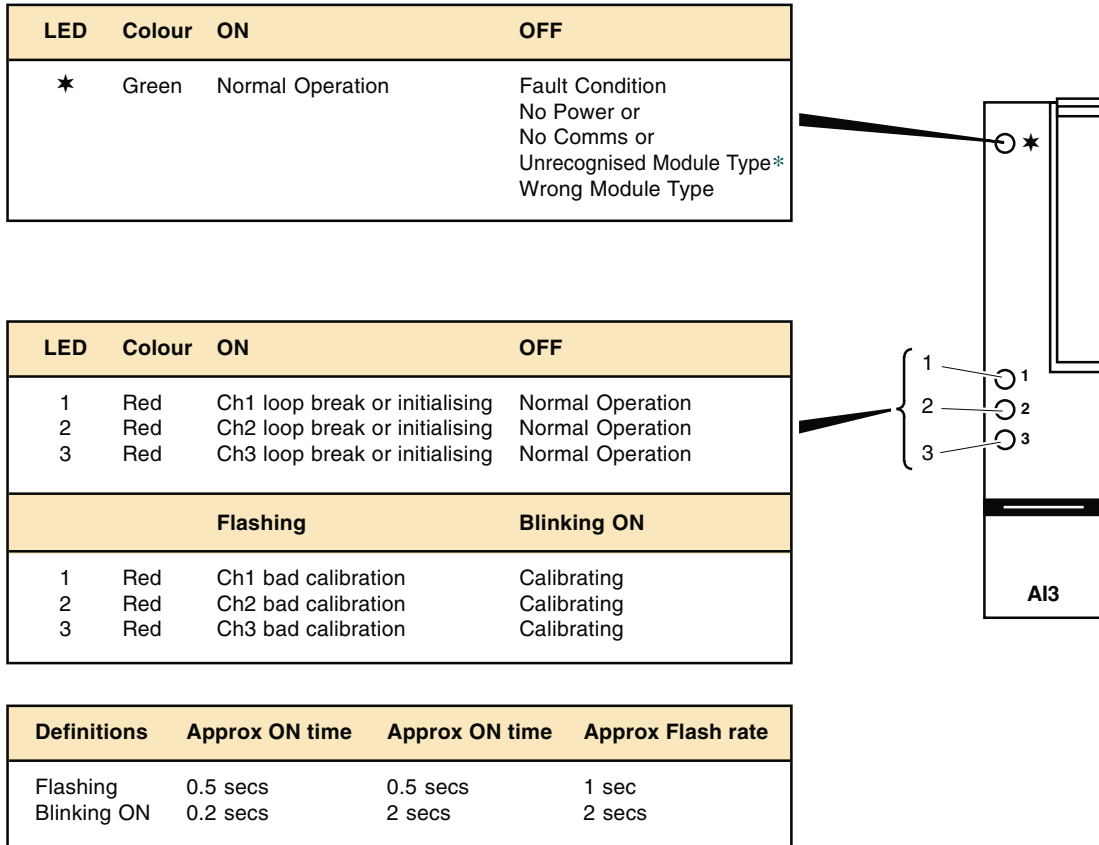 LED Colour ON OFF
✶ Green Normal Operation Fault Condition
No Power or
No Comms or
Unrecognised Module Type*
Wrong Module Type
✶
LED Colour ON OFF
1 Red Ch1 loop break or initialising Normal Operation
2 Red Ch2 loop break or initialising Normal Operation
3 Red Ch3 loop break or initialising Normal Operation
Flashing Blinking ON
1 Red Ch1 bad calibration Calibrating
2 Red Ch2 bad calibration Calibrating
3 Red Ch3 bad calibration Calibrating
1 1
2 2
3 3
AI3
Definitions Approx ON time Approx ON time Approx Flash rate
Flashing 0.5 secs 0.5 secs 1 sec
Blinking ON 0.2 secs 2 secs 2 secs